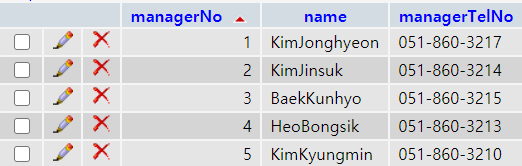 managerNo name managerTelNo
1 KimJonghyeon 051-860-3217
2 KimJinsuk 051-860-3214
3 BaekKunhyo 051-860-3215
4 HeoBongsik 051-860-3213
5 KimKyungmin 051-860-3210